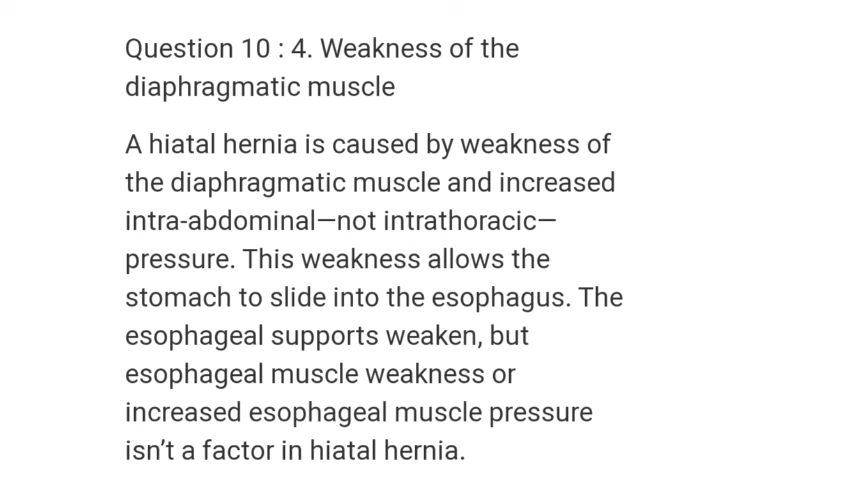 Question 10 : 4. Weakness of the
diaphragmatic muscle
A hiatal hernia is caused by weakness of
the diaphragmatic muscle and increased
intra-abdominal—not intrathoracic—
pressure. This weakness allows the
stomach to slide into the esophagus. The
esophageal supports weaken, but
esophageal muscle weakness or
increased esophageal muscle pressure
isn’t a factor in hiatal hernia.